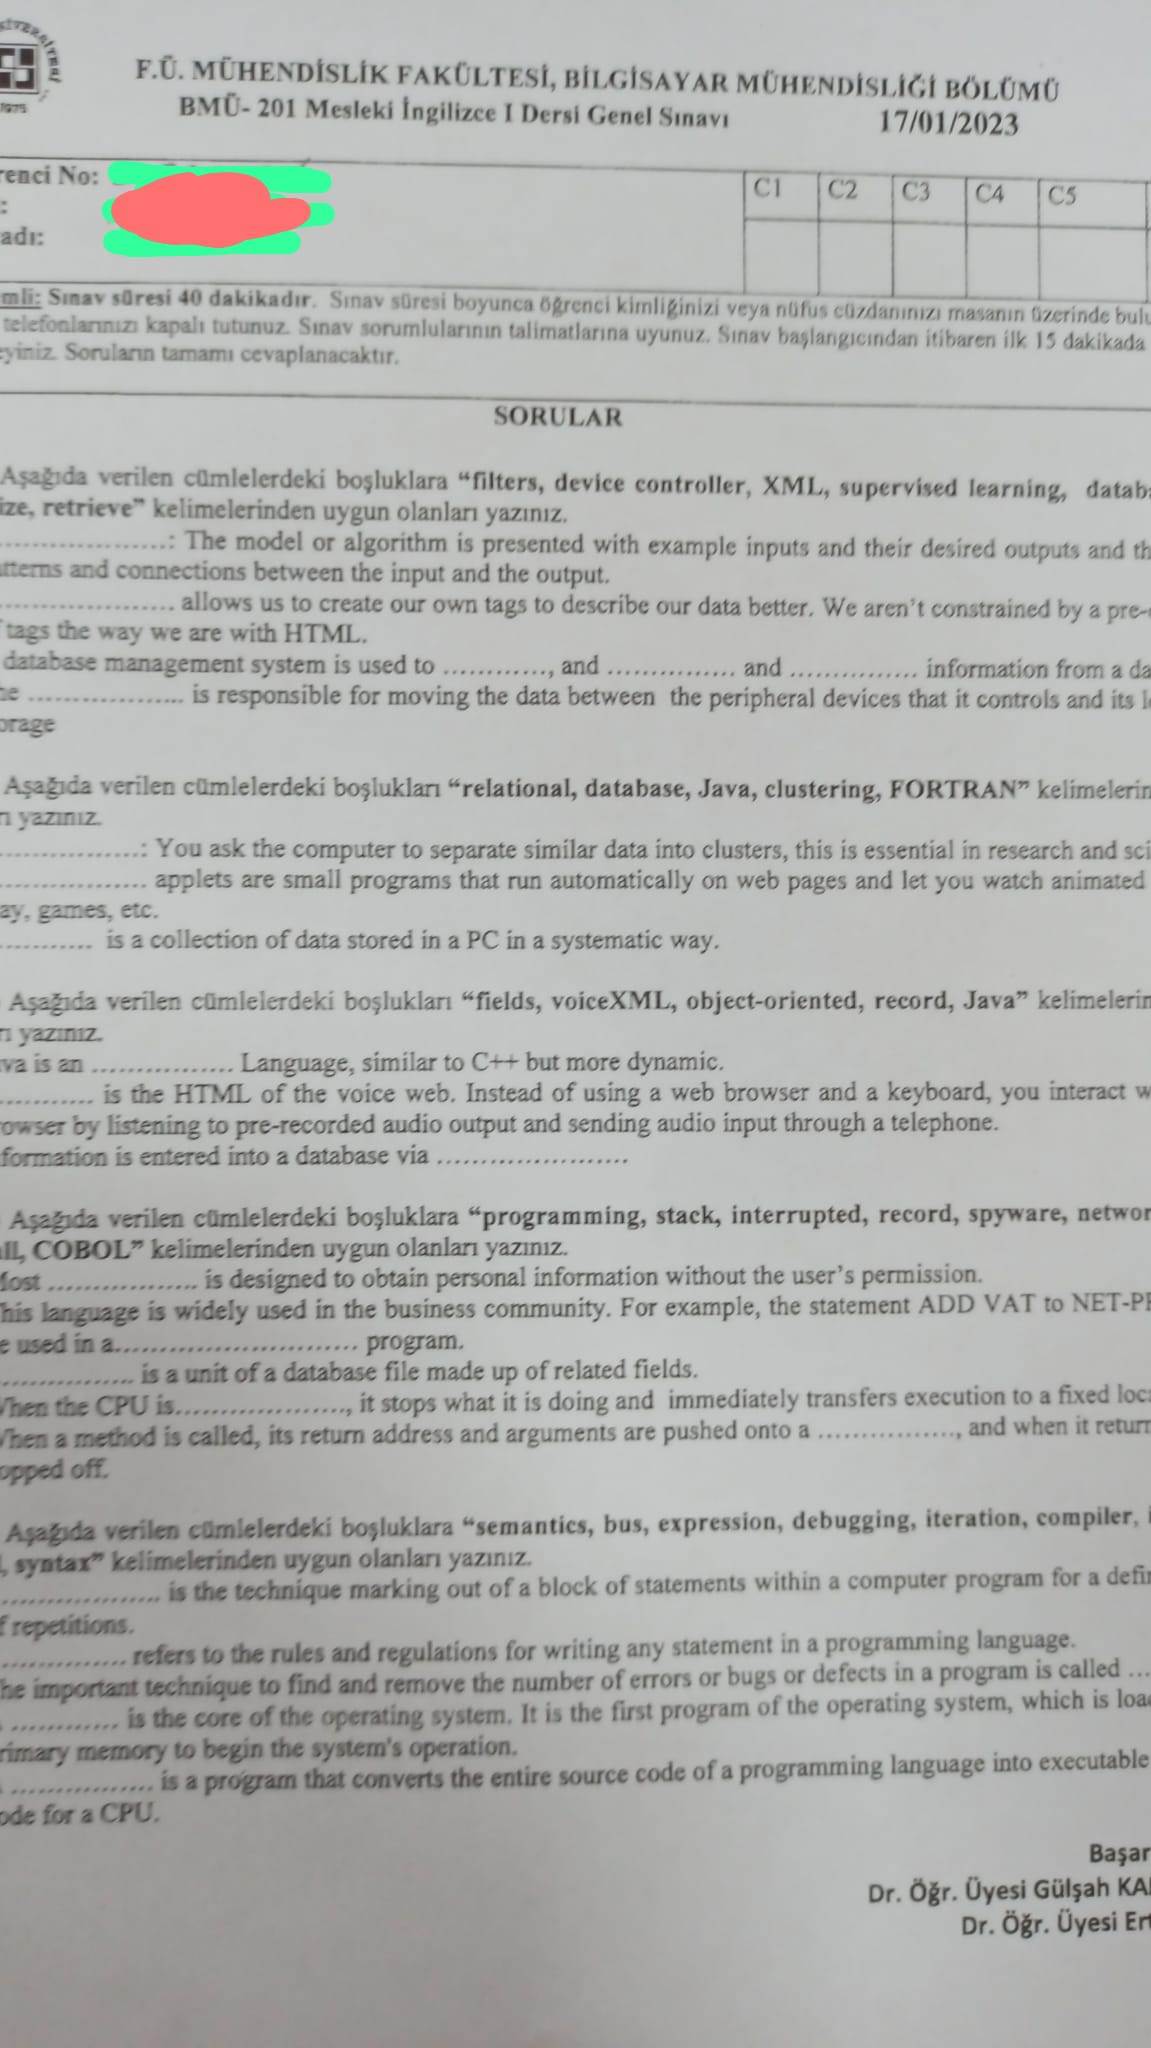 1975
F.Ü. MÜHENDİSLİK FAKÜLTESİ, BİLGİSAYAR MÜHENDİSLİĞİ BÖLÜMÜ
BMÜ- 201 Mesleki İngilizce I Dersi Genel Sınavı 17/01/2023
renci No:
:
adı:
C1 C2 C3 C4 C5
mli: Sınav süresi 40 dakikadır. Sınav süresi boyunca öğrenci kimliğinizi veya nüfus cüzdanınızı masanın üzerinde bulu
telefonlarınızı kapalı tutunuz. Sınav sorumlularının talimatlarına uyunuz. Sınav başlangıcından itibaren ilk 15 dakikada
eyiniz. Soruların tamamı cevaplanacaktır.
SORULAR
Aşağıda verilen cümlelerdeki boşluklara “filters, device controller, XML, supervised learning, datab
ize, retrieve” kelimelerinden uygun olanları yazınız.
....................: The model or algorithm is presented with example inputs and their desired outputs and th
tterns and connections between the input and the output.
..................... allows us to create our own tags to describe our data better. We aren’t constrained by a pre-
f tags the way we are with HTML.
database management system is used to ............, and ............... and ............... information from a da
he .................. is responsible for moving the data between the peripheral devices that it controls and its l
orage
Aşağıda verilen cümlelerdeki boşlukları “relational, database, Java, clustering, FORTRAN” kelimelerin
rı yazınız.
.................: You ask the computer to separate similar data into clusters, this is essential in research and sci
.................. applets are small programs that run automatically on web pages and let you watch animated
ay, games, etc.
............ is a collection of data stored in a PC in a systematic way.
Aşağıda verilen cümlelerdeki boşlukları “fields, voiceXML, object-oriented, record, Java” kelimelerin
rı yazınız.
va is an ................ Language, similar to C++ but more dynamic.
............ is the HTML of the voice web. Instead of using a web browser and a keyboard, you interact w
rowser by listening to pre-recorded audio output and sending audio input through a telephone.
formation is entered into a database via ......................
Aşağıda verilen cümlelerdeki boşluklara “programming, stack, interrupted, record, spyware, networ
all, COBOL” kelimelerinden uygun olanları yazınız.
Most .................. is designed to obtain personal information without the user’s permission.
This language is widely used in the business community. For example, the statement ADD VAT to NET-PR
e used in a............................ program.
................ is a unit of a database file made up of related fields.
When the CPU is...................., it stops what it is doing and immediately transfers execution to a fixed loca
When a method is called, its return address and arguments are pushed onto a ................, and when it return
opped off.
Aşağıda verilen cümlelerdeki boşluklara “semantics, bus, expression, debugging, iteration, compiler,
l, syntax” kelimelerinden uygun olanları yazınız.
.................... is the technique marking out of a block of statements within a computer program for a defin
f repetitions.
............... refers to the rules and regulations for writing any statement in a programming language.
he important technique to find and remove the number of errors or bugs or defects in a program is called ...
............. is the core of the operating system. It is the first program of the operating system, which is loa
rimary memory to begin the system's operation.
................. is a program that converts the entire source code of a programming language into executable
ode for a CPU.
Başar
Dr. Öğr. Üyesi Gülşah KA
Dr. Öğr. Üyesi Ert